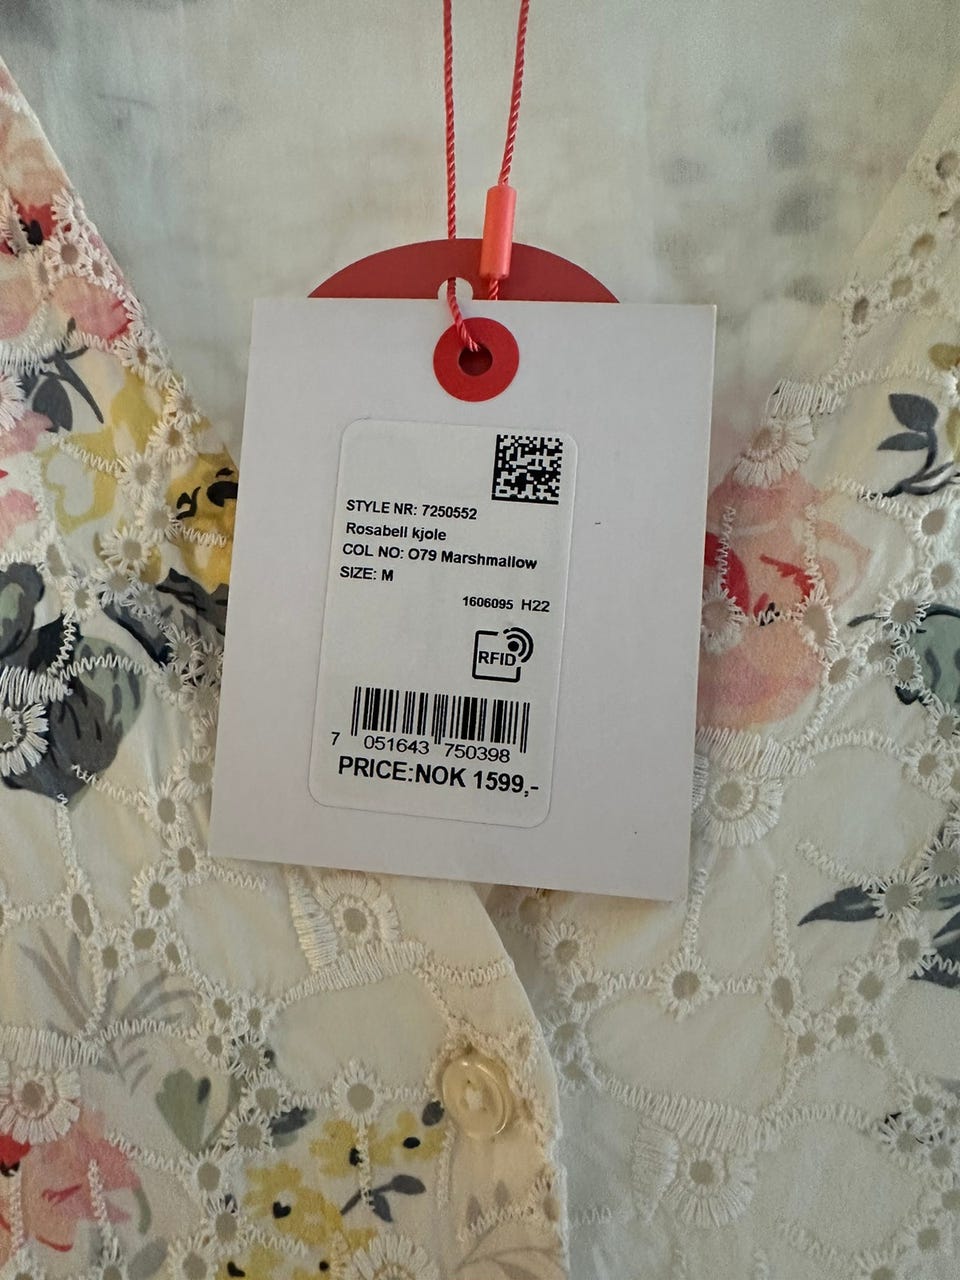 STYLE NR: 7250552
Rosabell kjole
COL NO: O79 Marshmallow
SIZE: M
1606095 H22
RFID
7 051643 750398
PRICE:NOK 1599,-